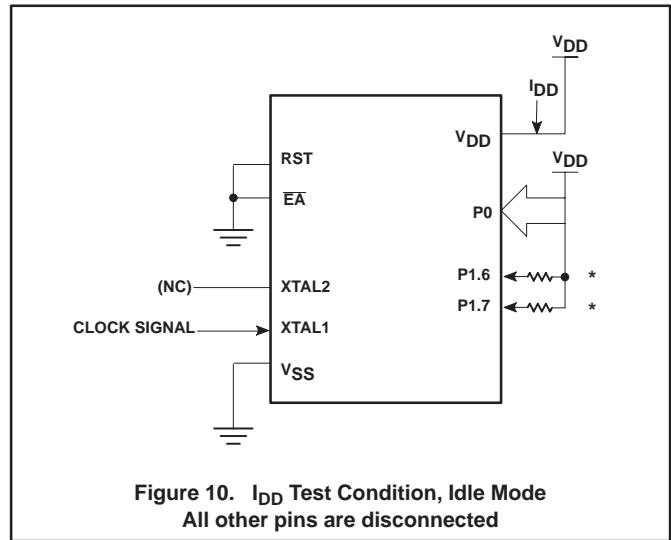 VDD
IDD
VDD
VDD
RST
EA
P0
P1.6 *
(NC) XTAL2
P1.7 *
CLOCK SIGNAL XTAL1
VSS
Figure 10. IDD Test Condition, Idle Mode
All other pins are disconnected